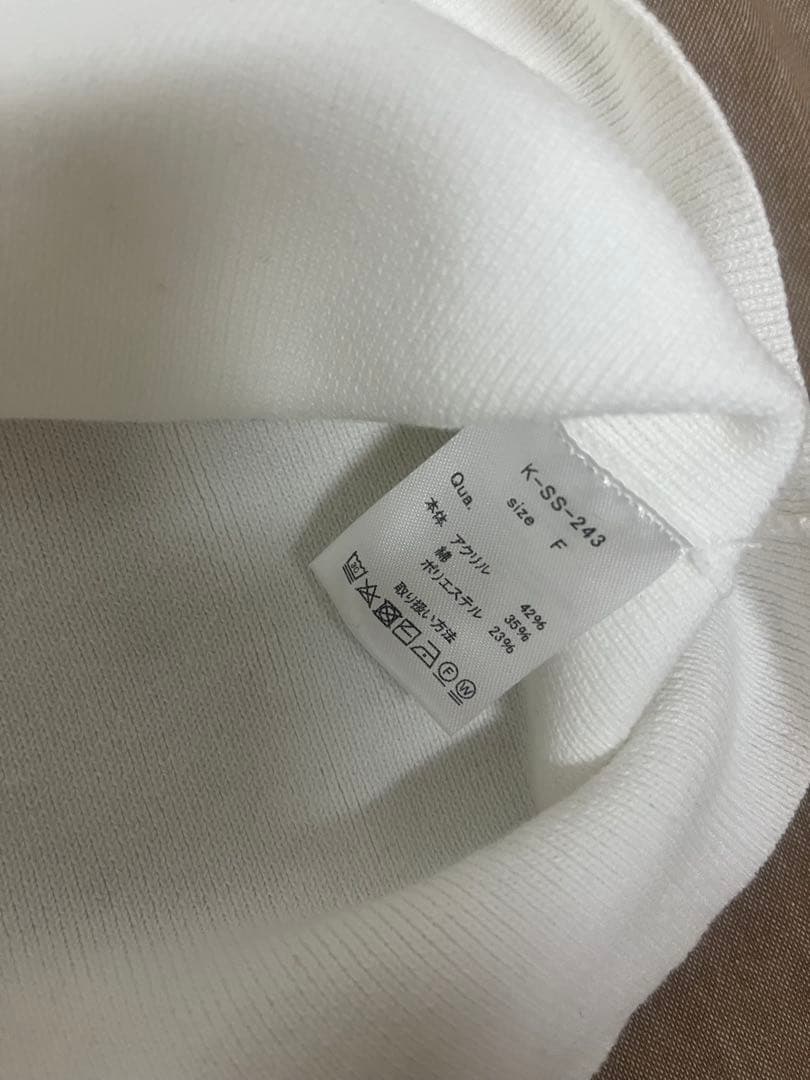 K-SS-243
size F
Qua.
本体 アクリル 42%
綿 35%
ポリエステル 23%
取り扱い方法
F W